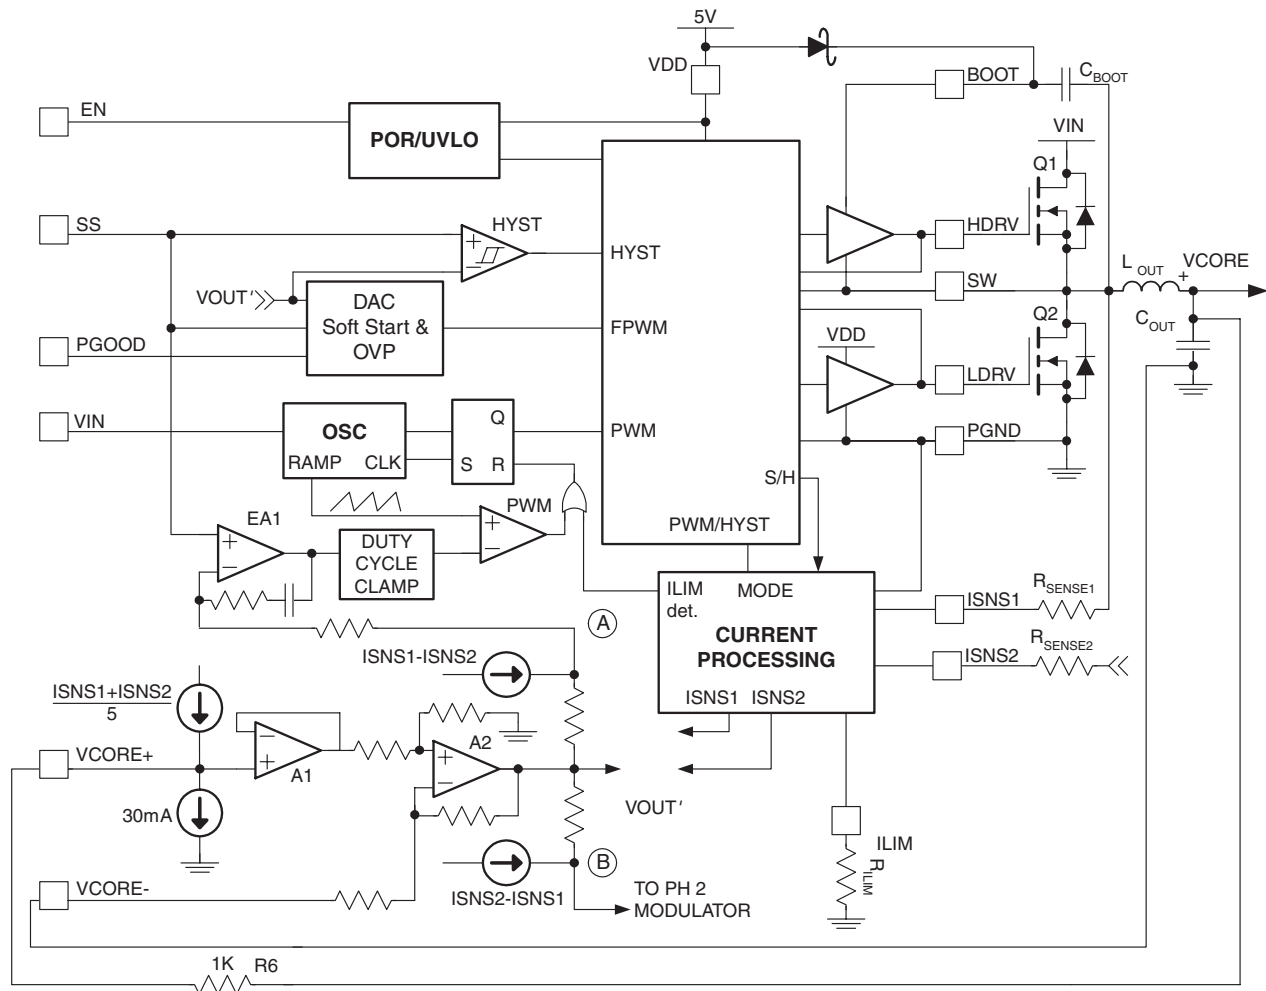 5V
VDD
BOOT
C BOOT
EN
POR/UVLO
VIN
Q1
SS
HYST
HYST
HDRV
L OUT
+
VCORE
VOUT′
DAC
Soft Start &
OVP
FPWM
SW
Q2
C OUT
PGOOD
VDD
LDRV
VIN
OSC
RAMP CLK
Q
S R
PWM
PGND
S/H
PWM
PWM/HYST
EA1
DUTY
CYCLE
CLAMP
+
−
+
−
+
−
ILIM
det.
MODE
CURRENT
PROCESSING
ISNS1 ISNS2
ISNS1
RSENSE1
ISNS2
RSENSE2
A
ISNS1-ISNS2
ISNS1+ISNS2
5
A2
−
+
A1
+
−
VCORE+
30mA
VOUT′
ILIM
RILIM
B
ISNS2-ISNS1
VCORE-
TO PH 2
MODULATOR
1K R6